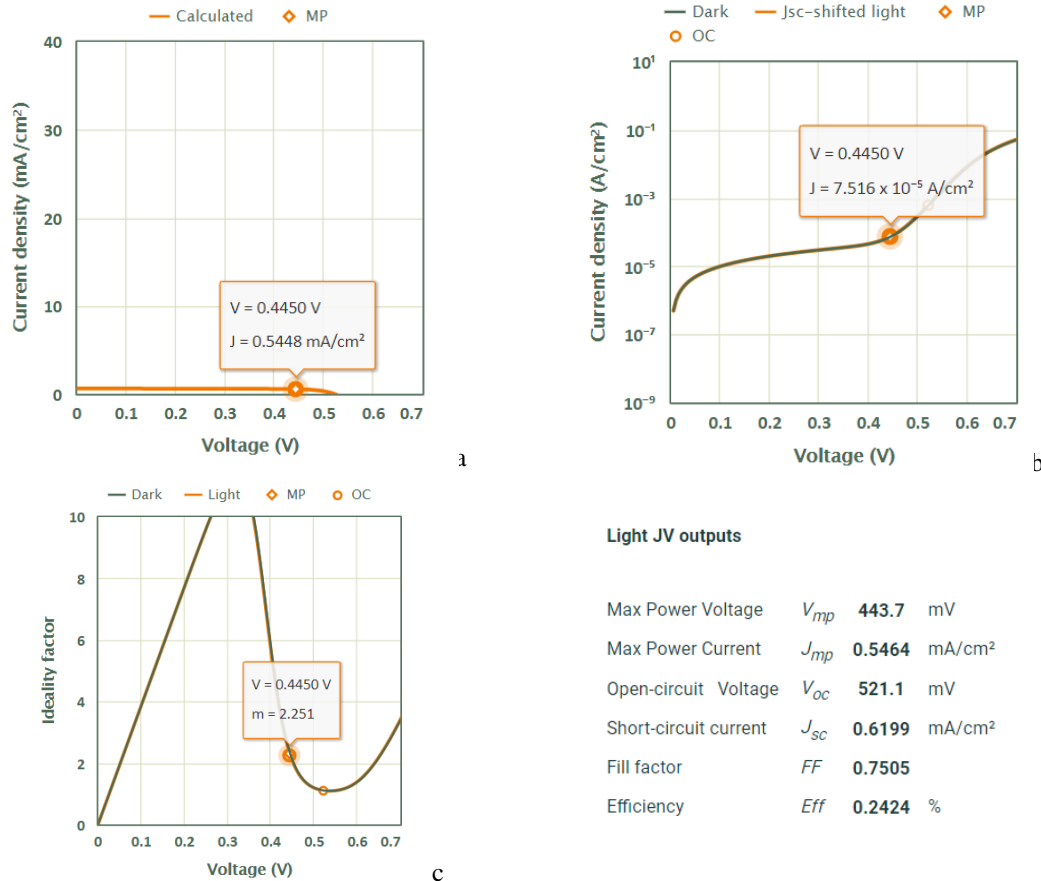 Calculated MP
40
30
20
10
0
Current density (mA/cm²)
V = 0.4450 V
J = 0.5448 mA/cm²
0 0.1 0.2 0.3 0.4 0.5 0.6 0.7
Voltage (V)
a
Dark Jsc-shifted light MP
OC
10¹
10⁻¹
10⁻³
10⁻⁵
10⁻⁷
10⁻⁹
Current density (A/cm²)
V = 0.4450 V
J = 7.516 x 10⁻⁵ A/cm²
0 0.1 0.2 0.3 0.4 0.5 0.6 0.7
Voltage (V)
b
Dark Light MP OC
10
8
6
4
2
0
Ideality factor
V = 0.4450 V
m = 2.251
0 0.1 0.2 0.3 0.4 0.5 0.6 0.7
Voltage (V)
c
Light JV outputs
Max Power Voltage Vmp 443.7 mV
Max Power Current Jmp 0.5464 mA/cm²
Open-circuit Voltage Voc 521.1 mV
Short-circuit current Jsc 0.6199 mA/cm²
Fill factor FF 0.7505
Efficiency Eff 0.2424 %